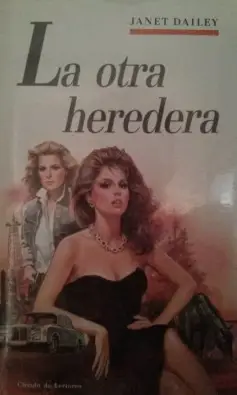 JANET DAILEY
La otra
heredera
Círculo de Lectores